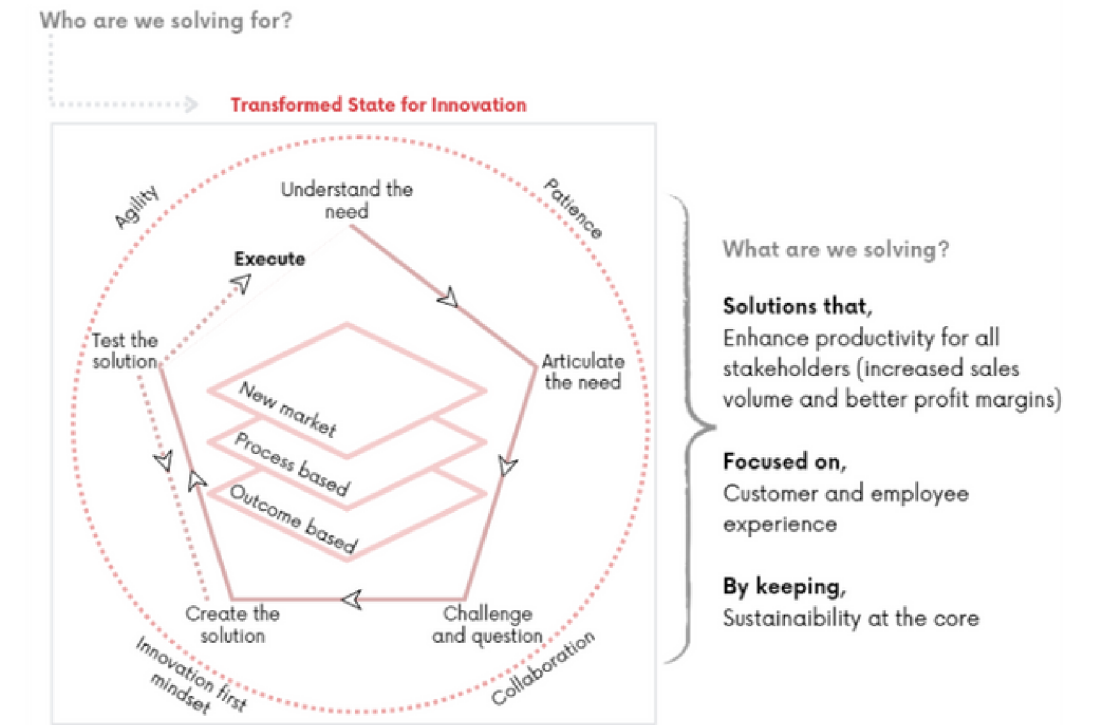 Who are we solving for?
Transformed State for Innovation
Agility
Patience
Understand the
need
Execute
Test the
solution
Articulate
the need
New market
Process based
Outcome based
Create the
solution
Challenge
and question
Innovation first
mindset
Collaboration
What are we solving?
Solutions that,
Enhance productivity for all
stakeholders (increased sales
volume and better profit margins)
Focused on,
Customer and employee
experience
By keeping,
Sustainaibility at the core